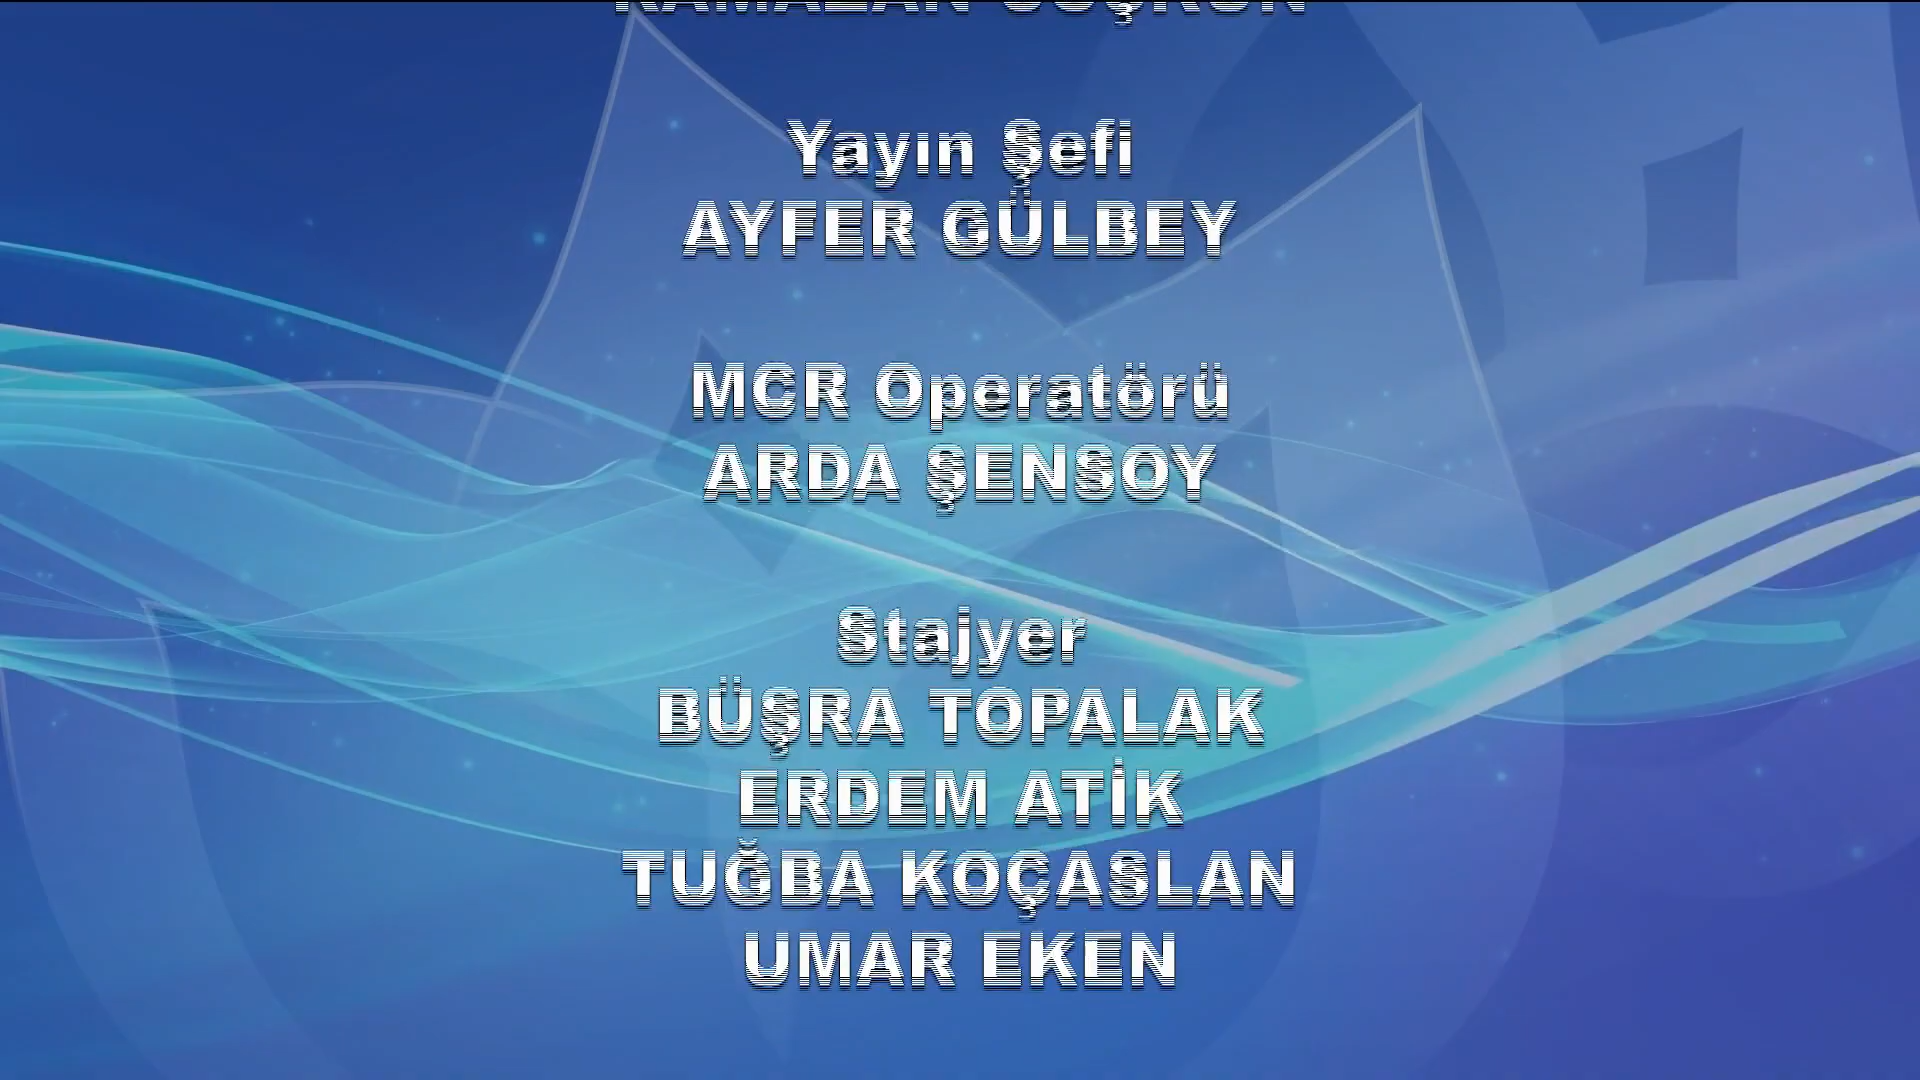 Yayın Şefi
AYFER GÜLBEY
MCR Operatörü
ARDA ŞENSOY
Stajyer
BÜŞRA TOPALAK
ERDEM ATİK
TUĞBA KOÇASLAN
UMAR EKEN